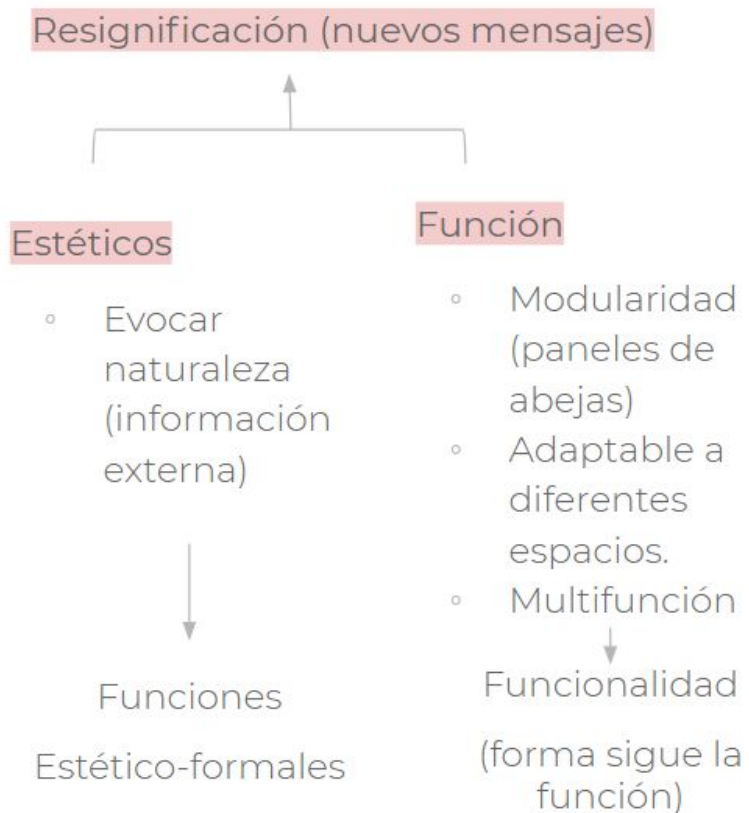 Resignificación (nuevos mensajes)
Estéticos
Evocar
naturaleza
(información
externa)
Funciones
Estético-formales
Función
Modularidad
(paneles de
abejas)
Adaptable a
diferentes
espacios.
Multifunción
Funcionalidad
(forma sigue la
función)